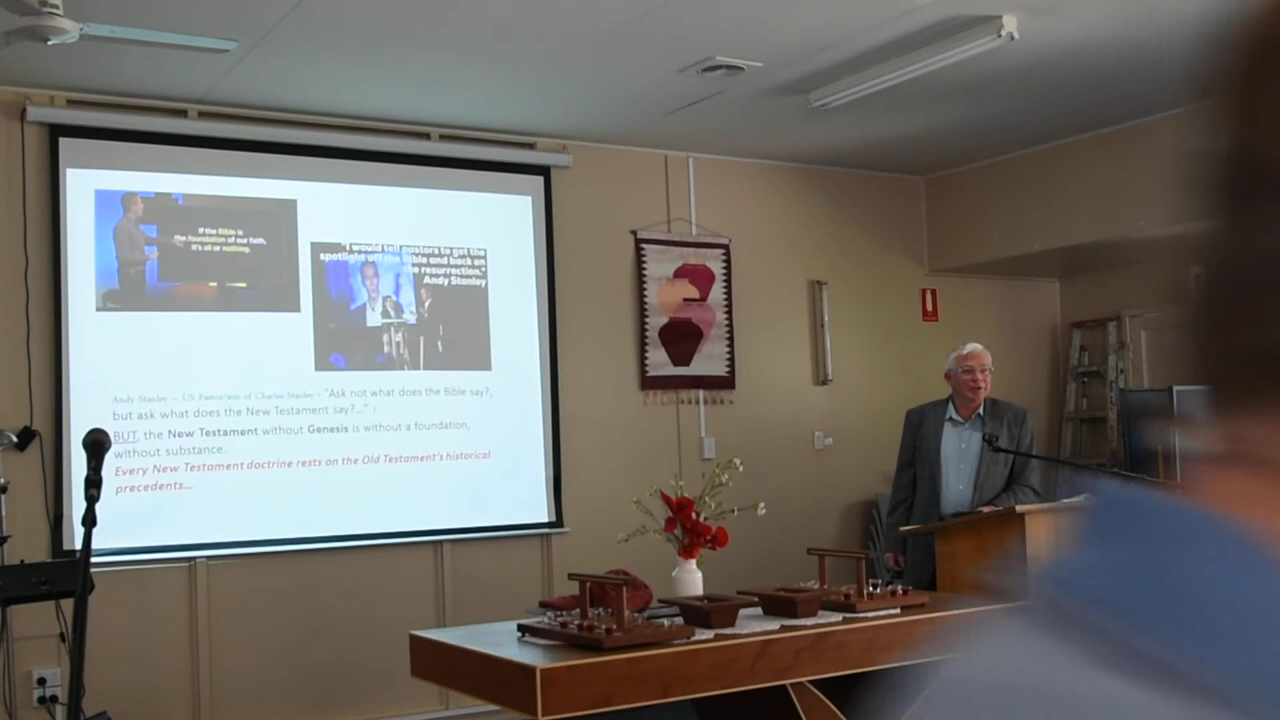 If the Bible is
the foundation of our faith,
it's all or nothing.
"I would tell pastors to get the
spotlight off the Bible and back on
the resurrection."
Andy Stanley
Andy Stanley – US Pastor/son of Charles Stanley - "Ask not what does the Bible say?,
but ask what does the New Testament say?..." /
BUT, the New Testament without Genesis is without a foundation,
without substance.
Every New Testament doctrine rests on the Old Testament's historical
precedents...